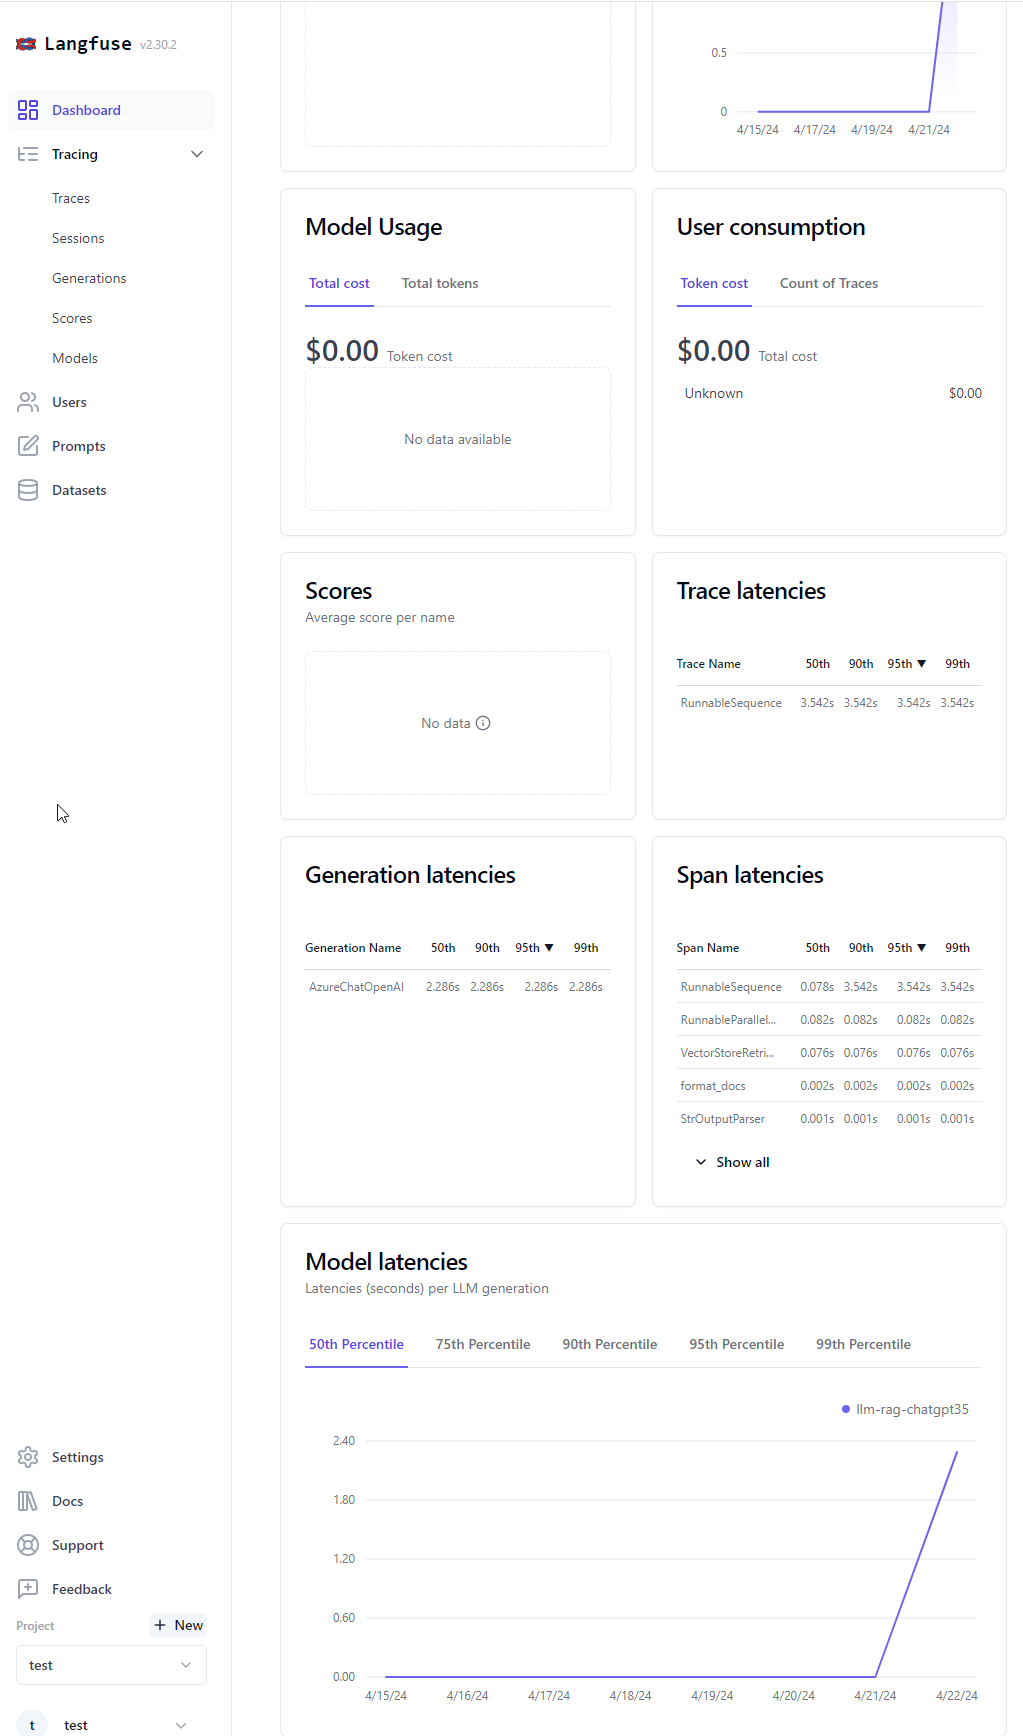 Langfuse v2.30.2
Dashboard
Tracing
Traces
Sessions
Generations
Scores
Models
Users
Prompts
Datasets
Settings
Docs
Support
Feedback
Project
+ New
test
t test
0.5
0
4/15/24 4/17/24 4/19/24 4/21/24
Model Usage
Total cost Total tokens
$0.00 Token cost
No data available
User consumption
Token cost Count of Traces
$0.00 Total cost
Unknown $0.00
Scores
Average score per name
No data
Trace latencies
Trace Name 50th 90th 95th ▼ 99th
RunnableSequence 3.542s 3.542s 3.542s 3.542s
Generation latencies
Generation Name 50th 90th 95th ▼ 99th
AzureChatOpenAI 2.286s 2.286s 2.286s 2.286s
Span latencies
Span Name 50th 90th 95th ▼ 99th
RunnableSequence 0.078s 3.542s 3.542s 3.542s
RunnableParallel... 0.082s 0.082s 0.082s 0.082s
VectorStoreRetri... 0.076s 0.076s 0.076s 0.076s
format_docs 0.002s 0.002s 0.002s 0.002s
StrOutputParser 0.001s 0.001s 0.001s 0.001s
Show all
Model latencies
Latencies (seconds) per LLM generation
50th Percentile 75th Percentile 90th Percentile 95th Percentile 99th Percentile
llm-rag-chatgpt35
2.40
1.80
1.20
0.60
0.00
4/15/24 4/16/24 4/17/24 4/18/24 4/19/24 4/20/24 4/21/24 4/22/24